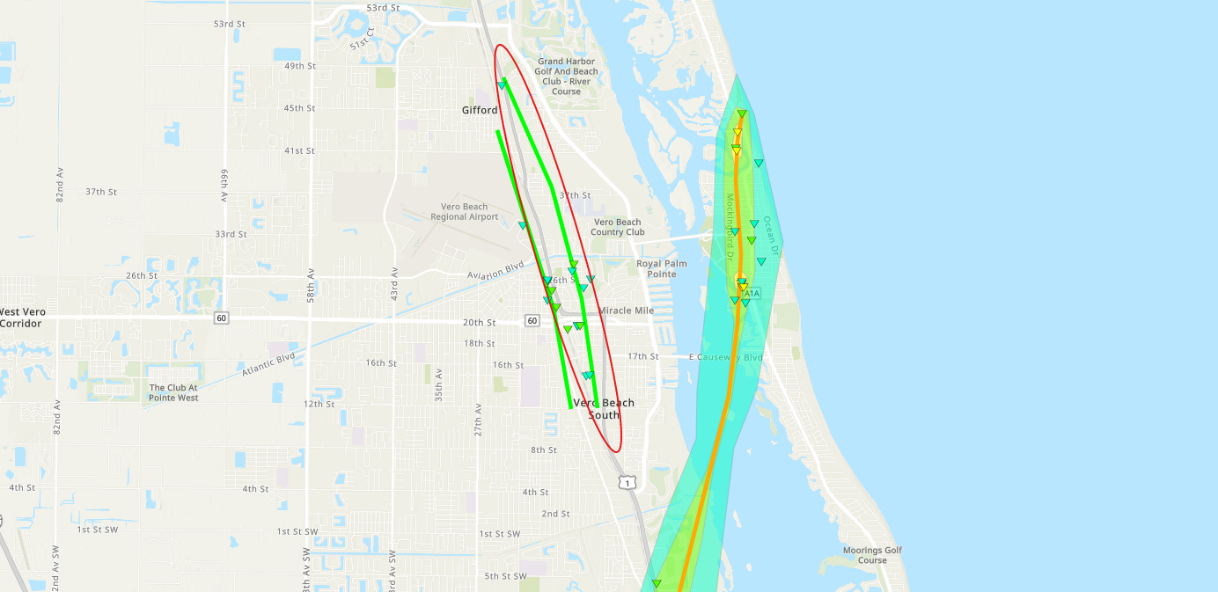 53rd St
53rd St
51st Ct
49th St
Grand Harbor
Golf And Beach
Club - River
Course
45th St
Gifford
41st St
82nd Av
66th Av
37th St
37th St
Vero Beach
Regional Airport
Vero Beach
Country Club
Mockingbird Dr
Ocean Dr
33rd St
Royal Palm
Pointe
Aviation Blvd
26th St
26th St
58th Av
43rd Av
A1A
West Vero
Corridor
60
60
20th St
Miracle Mile
18th St
17th St
E Causeway Blvd
Atlantic Blvd
16th St
16th St
35th Av
The Club At
Pointe West
12th St
27th Av
82nd Av
Vero Beach
South
8th St
1
4th St
4th St
4th St
2nd St
1st St SW
1st St SW
1st St SW
Moorings Golf
Course
5th St SW
2nd Av SW
8th Av SW
3rd Av SW